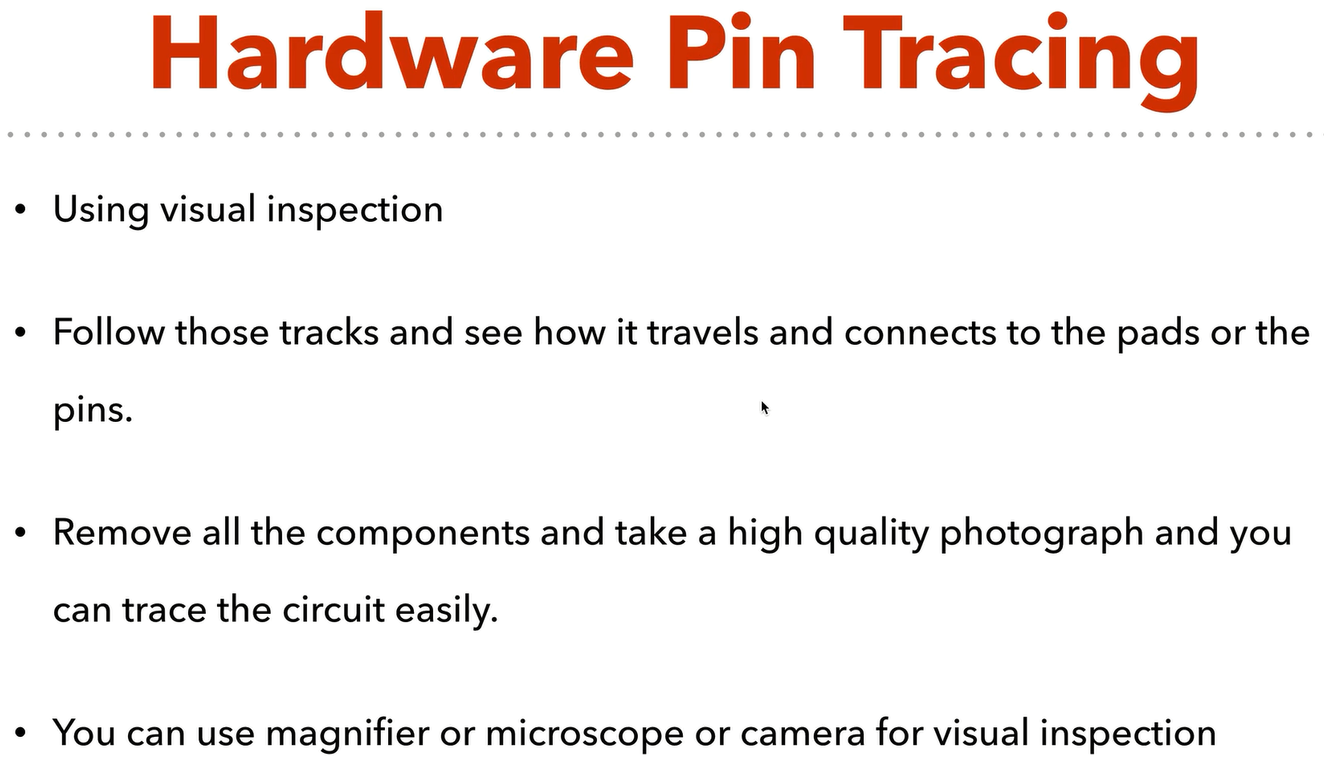 Hardware Pin Tracing
• Using visual inspection
• Follow those tracks and see how it travels and connects to the pads or the
pins.
• Remove all the components and take a high quality photograph and you
can trace the circuit easily.
• You can use magnifier or microscope or camera for visual inspection